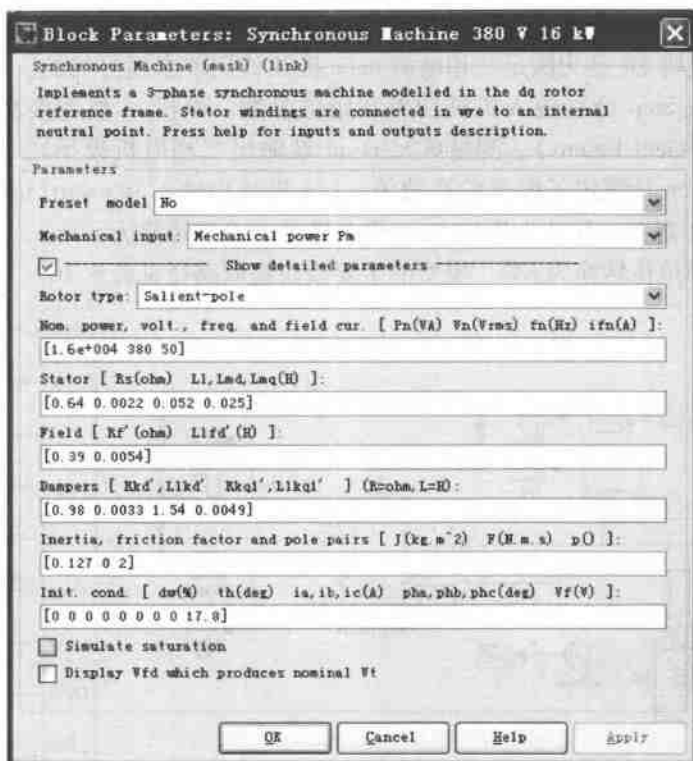 Block Parameters: Synchronous Machine 380 V 16 kW
Synchronous Machine (mask) (link)
Implements a 3-phase synchronous machine modelled in the dq rotor
reference frame. Stator windings are connected in wye to an internal
neutral point. Press help for inputs and outputs description.
Parameters
Preset model No
Mechanical input: Mechanical power Pm
Show detailed parameters
Rotor type: Salient-pole
Nom. power, volt., freq. and field cur. [ Pn(VA) Vn(Vrms) fn(Hz) ifn(A) ]:
[1.6e+004 380 50]
Stator [ Rs(ohm) Ll,Lmd,Lmq(H) ]:
[0.64 0.0022 0.052 0.025]
Field [ Rf'(ohm) Llfd'(H) ]:
[0.39 0.0054]
Dampers [ Rkd',Llkd' Rkq1',Llkq1' ] (R=ohm,L=H):
[0.98 0.0033 1.54 0.0049]
Inertia, friction factor and pole pairs [ J(kg.m^2) F(N.m.s) p() ]:
[0.127 0 2]
Init. cond. [ dw(%) th(deg) ia,ib,ic(A) pha,phb,phc(deg) Vf(V) ]:
[0 0 0 0 0 0 0 0 17.8]
Simulate saturation
Display Vfd which produces nominal Vt
OK Cancel Help Apply